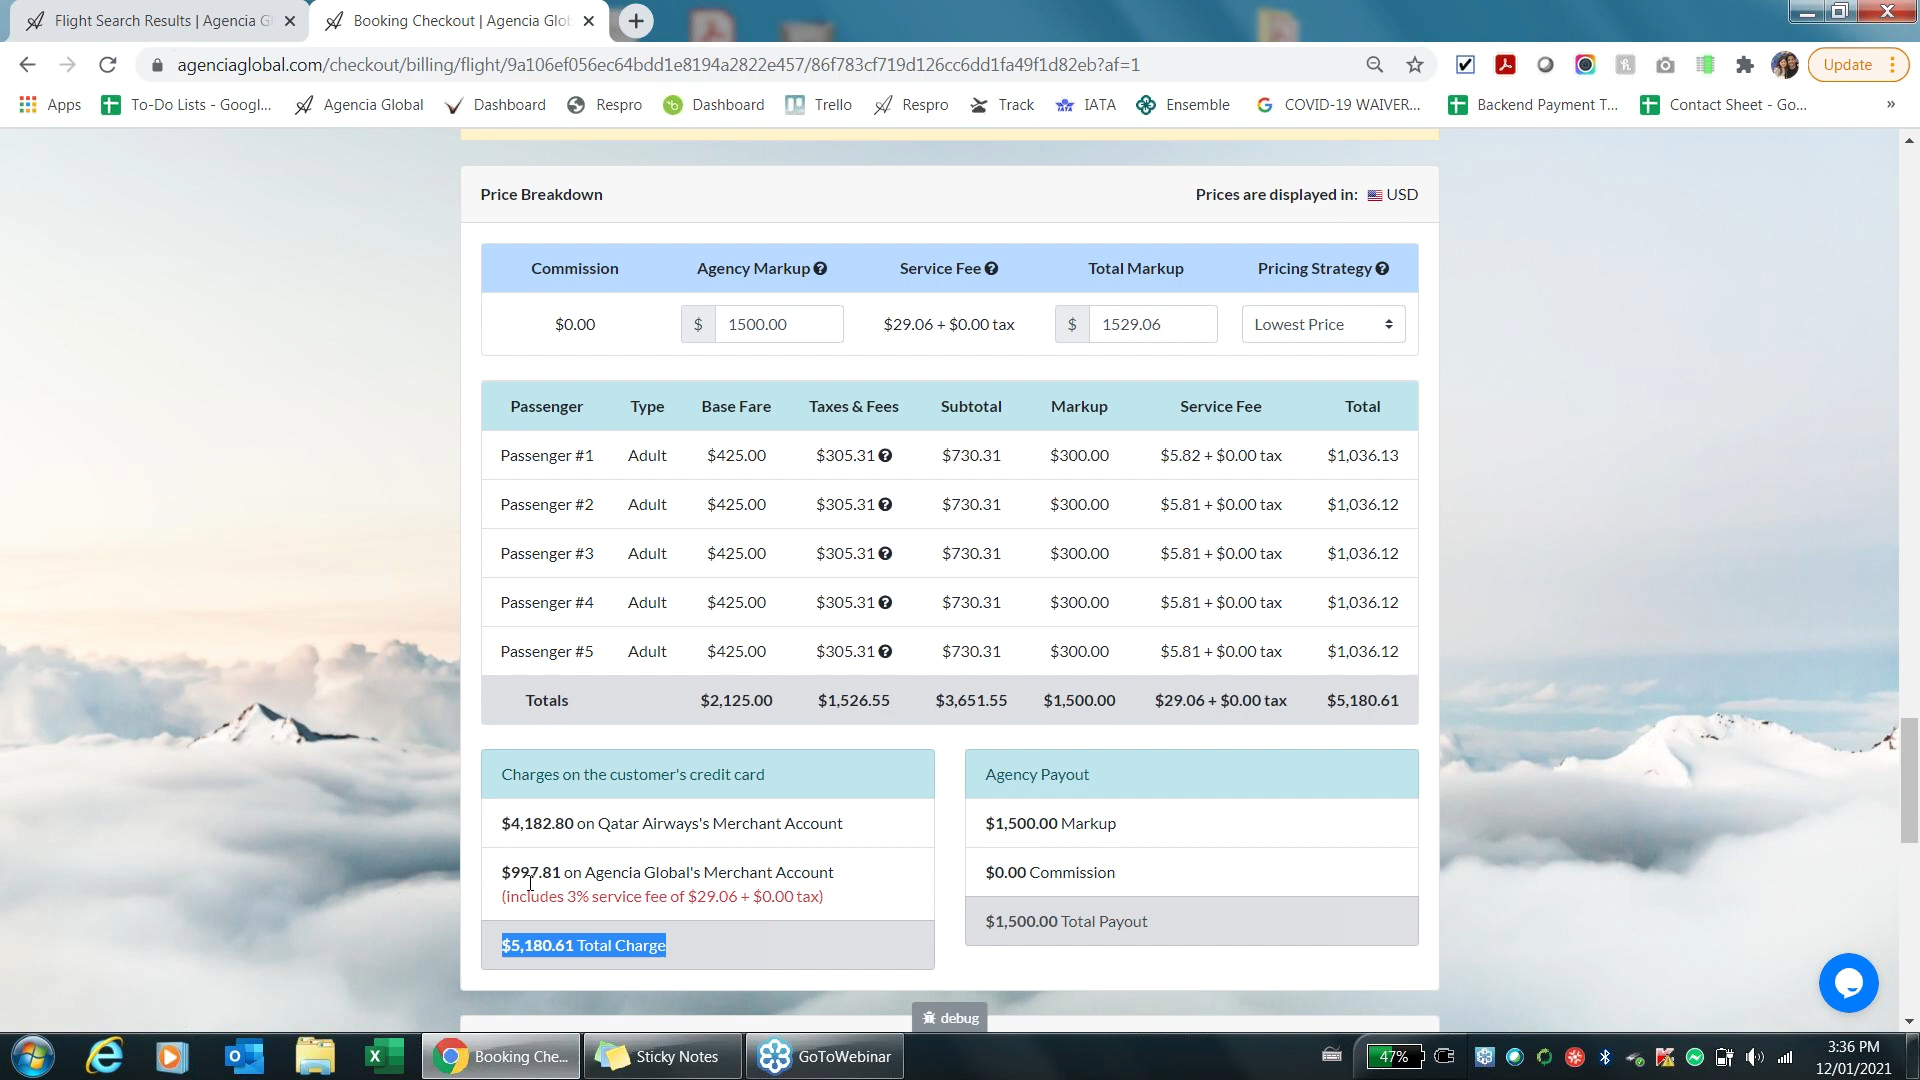 Flight Search Results | Agencia Gl
Booking Checkout | Agencia Glob
agenciaglobal.com/checkout/billing/flight/9a106ef056ec64bdd1e8194a2822e457/86f783cf719d126cc6dd1fa49f1d82eb?af=1
Update
Apps To-Do Lists - Googl... Agencia Global Dashboard Respro Dashboard Trello Respro Track IATA Ensemble COVID-19 WAIVER... Backend Payment T... Contact Sheet - Go... »
Price Breakdown Prices are displayed in: USD
Commission Agency Markup Service Fee Total Markup Pricing Strategy
$0.00 $ 1500.00 $29.06 + $0.00 tax $ 1529.06 Lowest Price
Passenger Type Base Fare Taxes & Fees Subtotal Markup Service Fee Total
Passenger #1 Adult $425.00 $305.31 $730.31 $300.00 $5.82 + $0.00 tax $1,036.13
Passenger #2 Adult $425.00 $305.31 $730.31 $300.00 $5.81 + $0.00 tax $1,036.12
Passenger #3 Adult $425.00 $305.31 $730.31 $300.00 $5.81 + $0.00 tax $1,036.12
Passenger #4 Adult $425.00 $305.31 $730.31 $300.00 $5.81 + $0.00 tax $1,036.12
Passenger #5 Adult $425.00 $305.31 $730.31 $300.00 $5.81 + $0.00 tax $1,036.12
Totals $2,125.00 $1,526.55 $3,651.55 $1,500.00 $29.06 + $0.00 tax $5,180.61
Charges on the customer's credit card
$4,182.80 on Qatar Airways's Merchant Account
$997.81 on Agencia Global's Merchant Account
(includes 3% service fee of $29.06 + $0.00 tax)
$5,180.61 Total Charge
Agency Payout
$1,500.00 Markup
$0.00 Commission
$1,500.00 Total Payout
debug
Booking Che... Sticky Notes GoToWebinar 47% 3:36 PM
12/01/2021